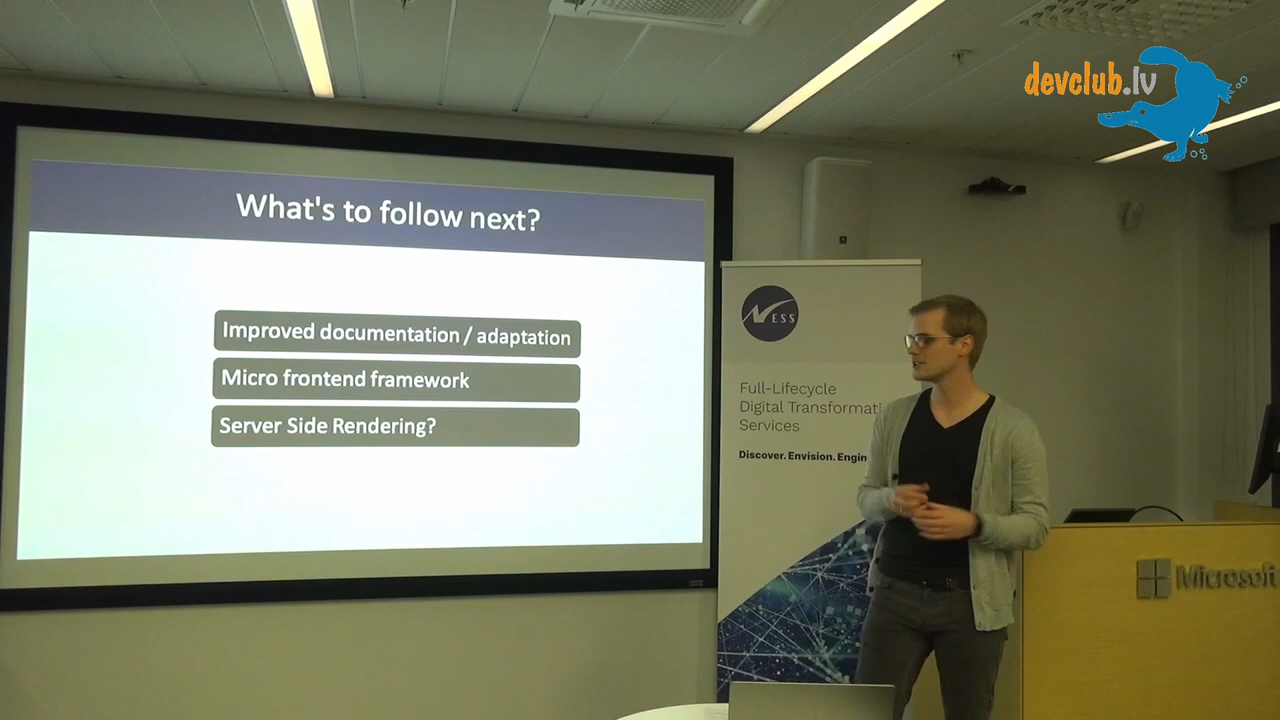 devclub.lv
What's to follow next?
Improved documentation / adaptation
Micro frontend framework
Server Side Rendering?
NESS
Full-Lifecycle
Digital Transformati
Services
Discover. Envision. Engin
Microsoft